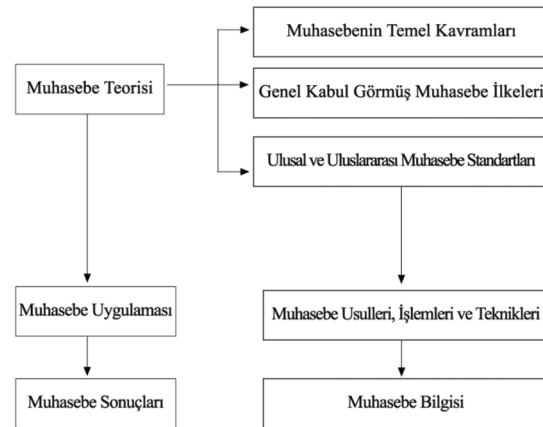 Muhasebenin Temel Kavramları
Muhasebe Teorisi
Genel Kabul Görmüş Muhasebe İlkeleri
Ulusal ve Uluslararası Muhasebe Standartları
Muhasebe Uygulaması
Muhasebe Usulleri, İşlemleri ve Teknikleri
Muhasebe Sonuçları
Muhasebe Bilgisi